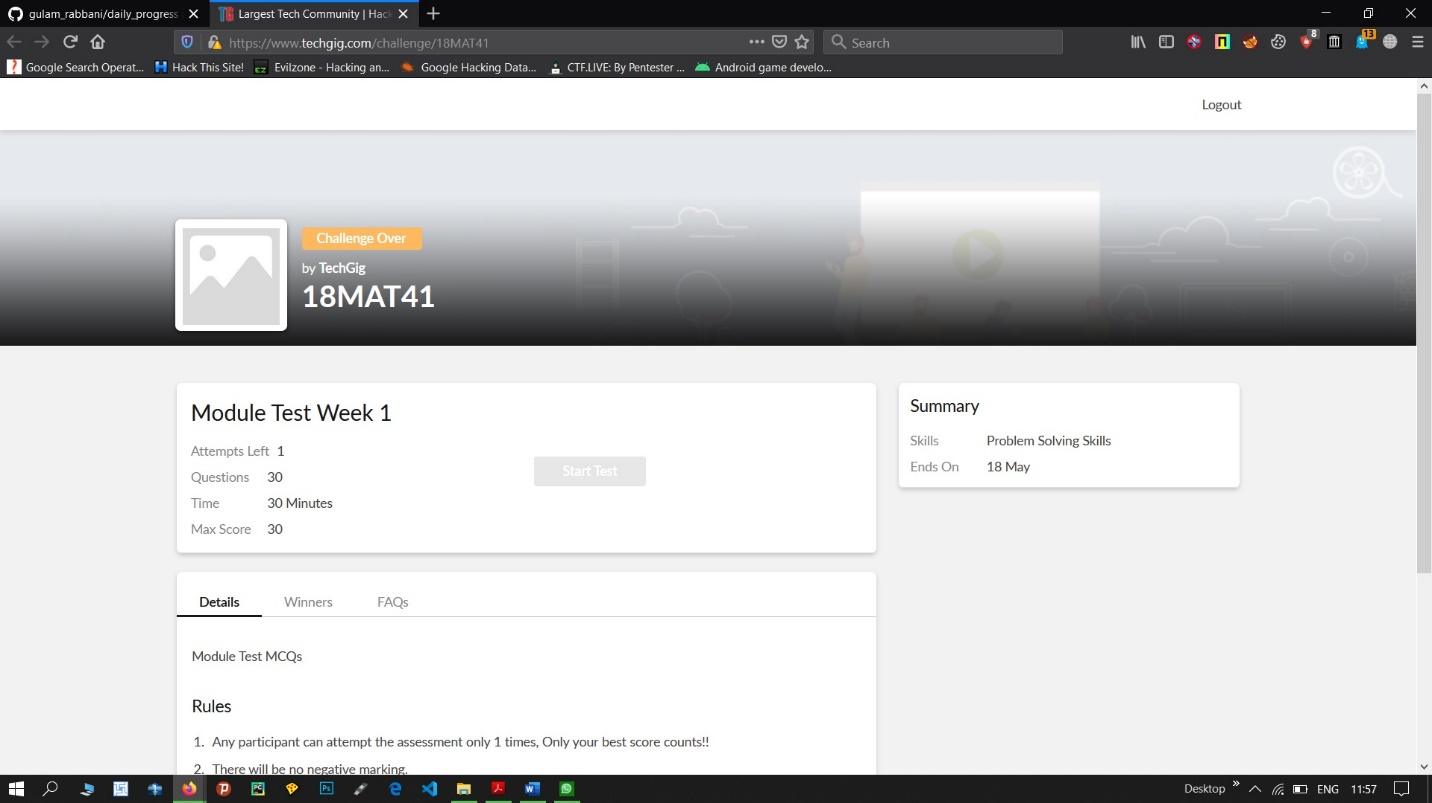 gulam_rabbani/daily_progress
Largest Tech Community | Hack
https://www.techgig.com/challenge/18MAT41
Search
8
13
Google Search Operat...
Hack This Site!
Evilzone - Hacking an...
Google Hacking Data...
CTF.LIVE: By Pentester ...
Android game develo...
Logout
Challenge Over
by TechGig
18MAT41
Module Test Week 1
Attempts Left 1
Questions 30
Time 30 Minutes
Max Score 30
Start Test
Summary
Skills Problem Solving Skills
Ends On 18 May
Details Winners FAQs
Module Test MCQs
Rules
1. Any participant can attempt the assessment only 1 times, Only your best score counts!!
2. There will be no negative marking.
Desktop
ENG
11:57